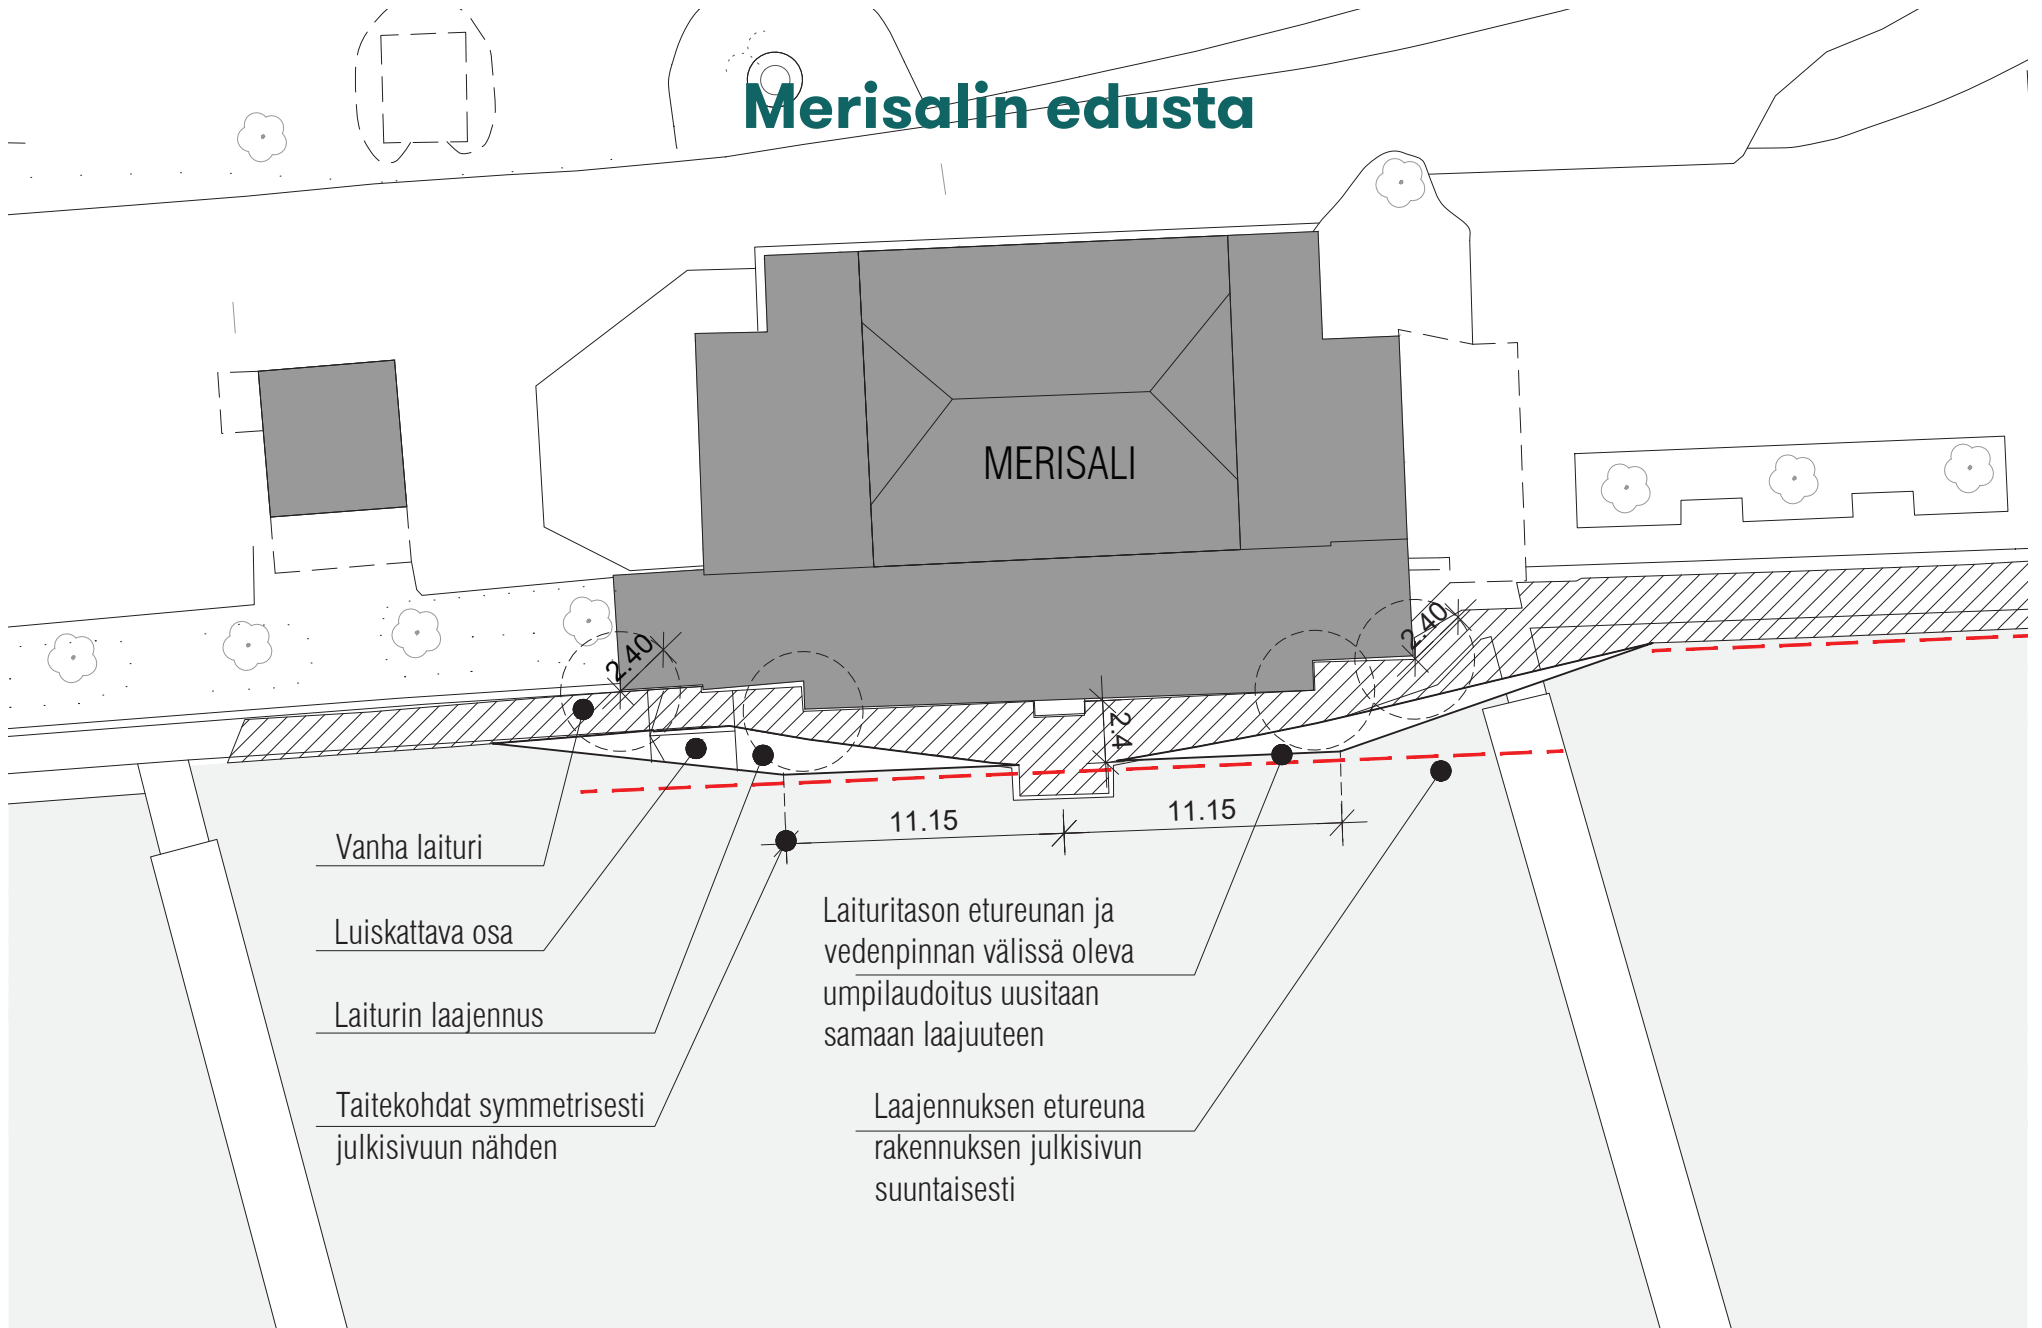 Merisalin edusta
MERISALI
2.40
2.40
2.4
11.15
11.15
Vanha laituri
Luiskattava osa
Laiturin laajennus
Taitekohdat symmetrisesti
julkisivuun nähden
Laituritason etureunan ja
vedenpinnan välissä oleva
umpilaudoitus uusitaan
samaan laajuuteen
Laajennuksen etureuna
rakennuksen julkisivun
suuntaisesti